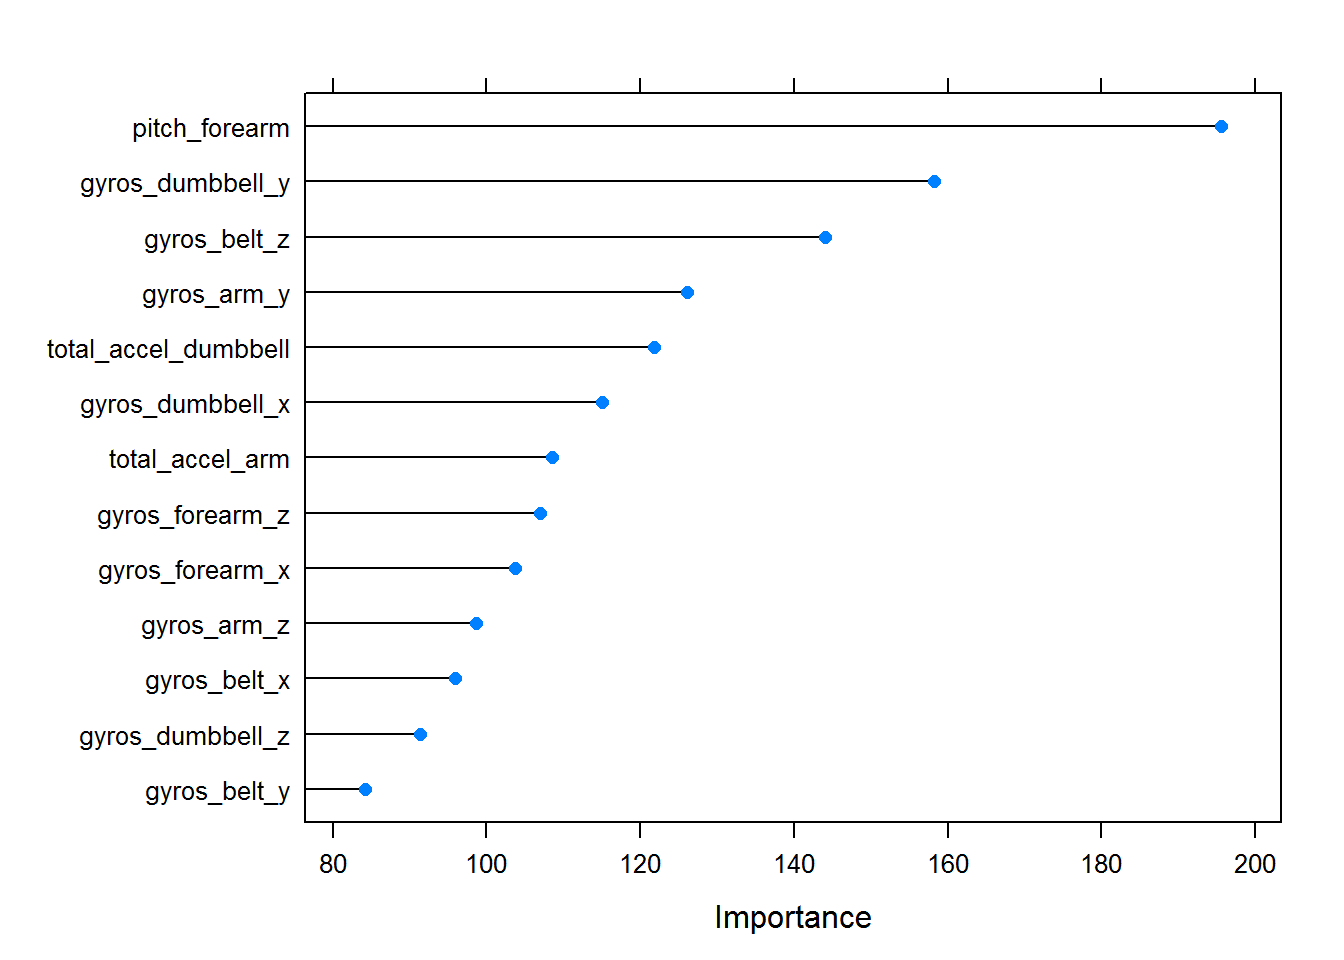 pitch_forearm
gyros_dumbbell_y
gyros_belt_z
gyros_arm_y
total_accel_dumbbell
gyros_dumbbell_x
total_accel_arm
gyros_forearm_z
gyros_forearm_x
gyros_arm_z
gyros_belt_x
gyros_dumbbell_z
gyros_belt_y
80 100 120 140 160 180 200
Importance